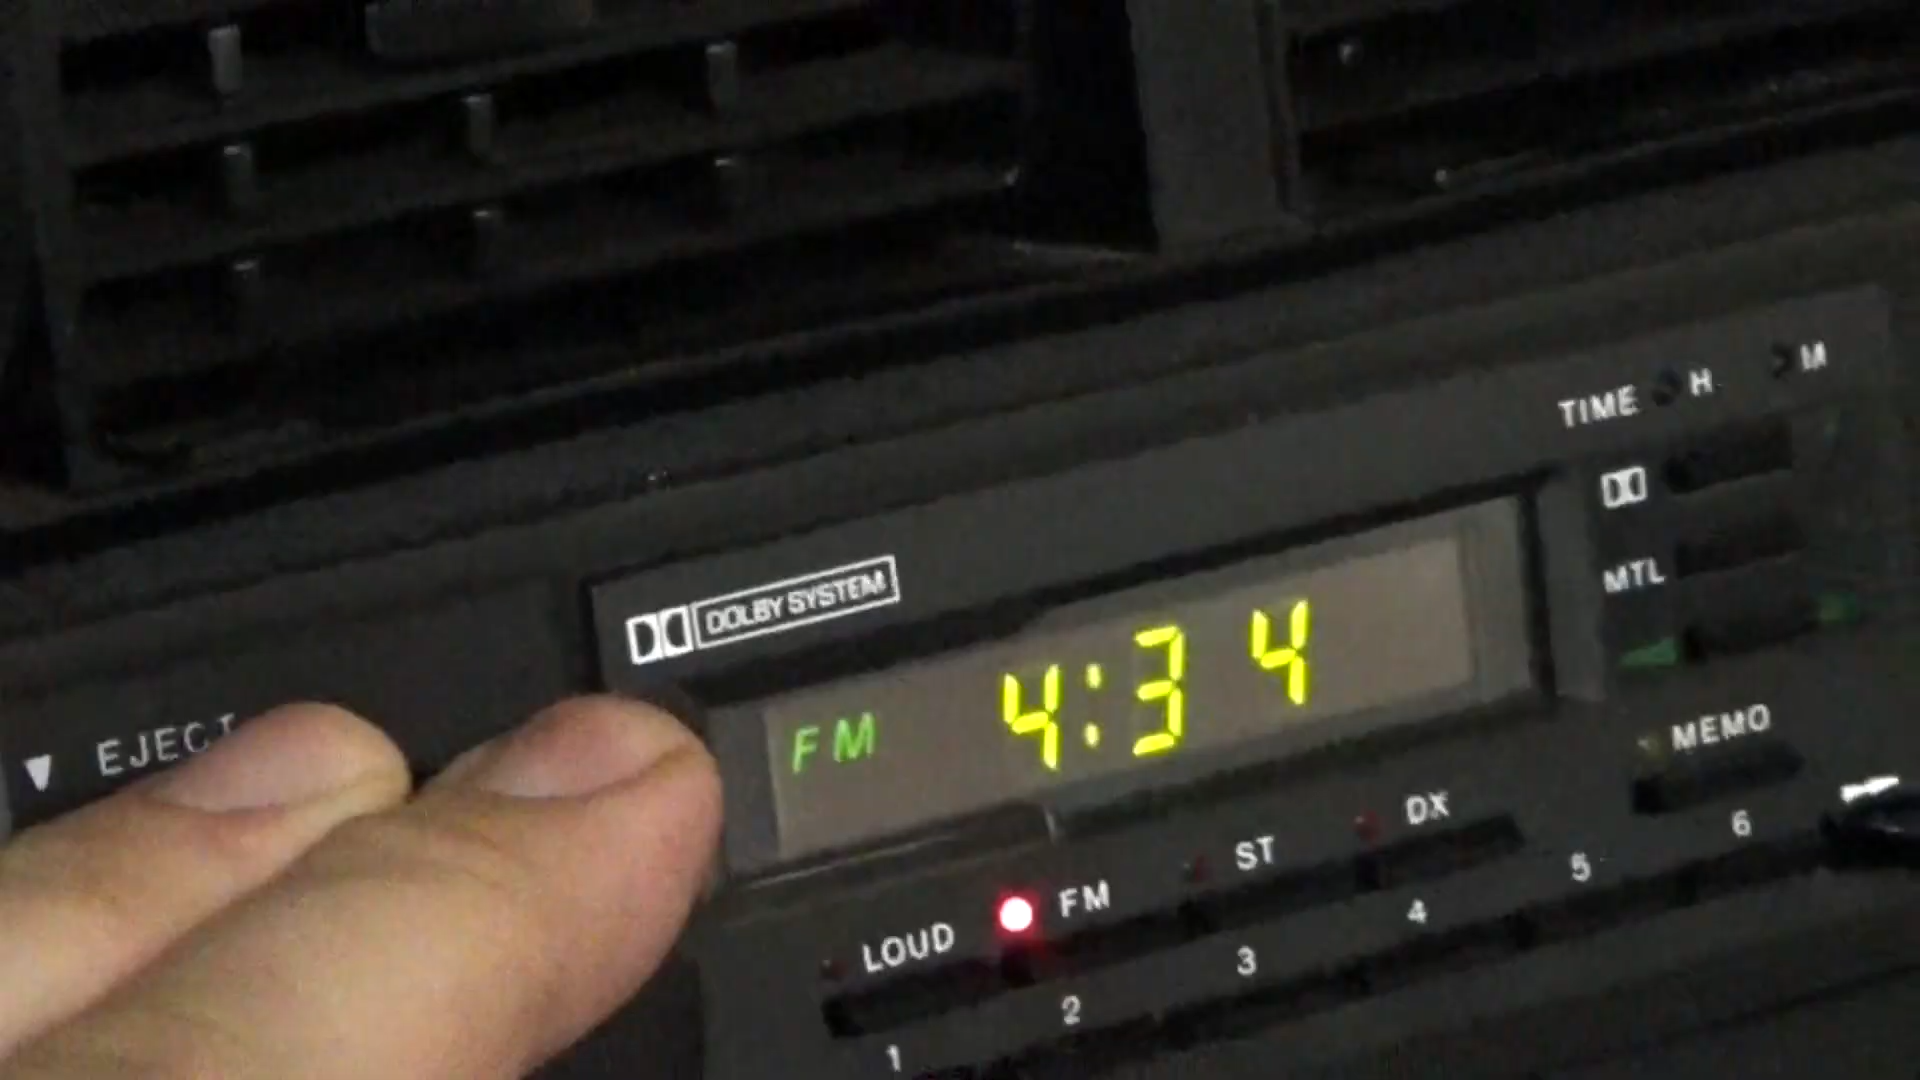 TIME H M
DOLBY SYSTEM
MTL
EJECT
FM 4:34
MEMO
LOUD FM ST DX
1 2 3 4 5 6